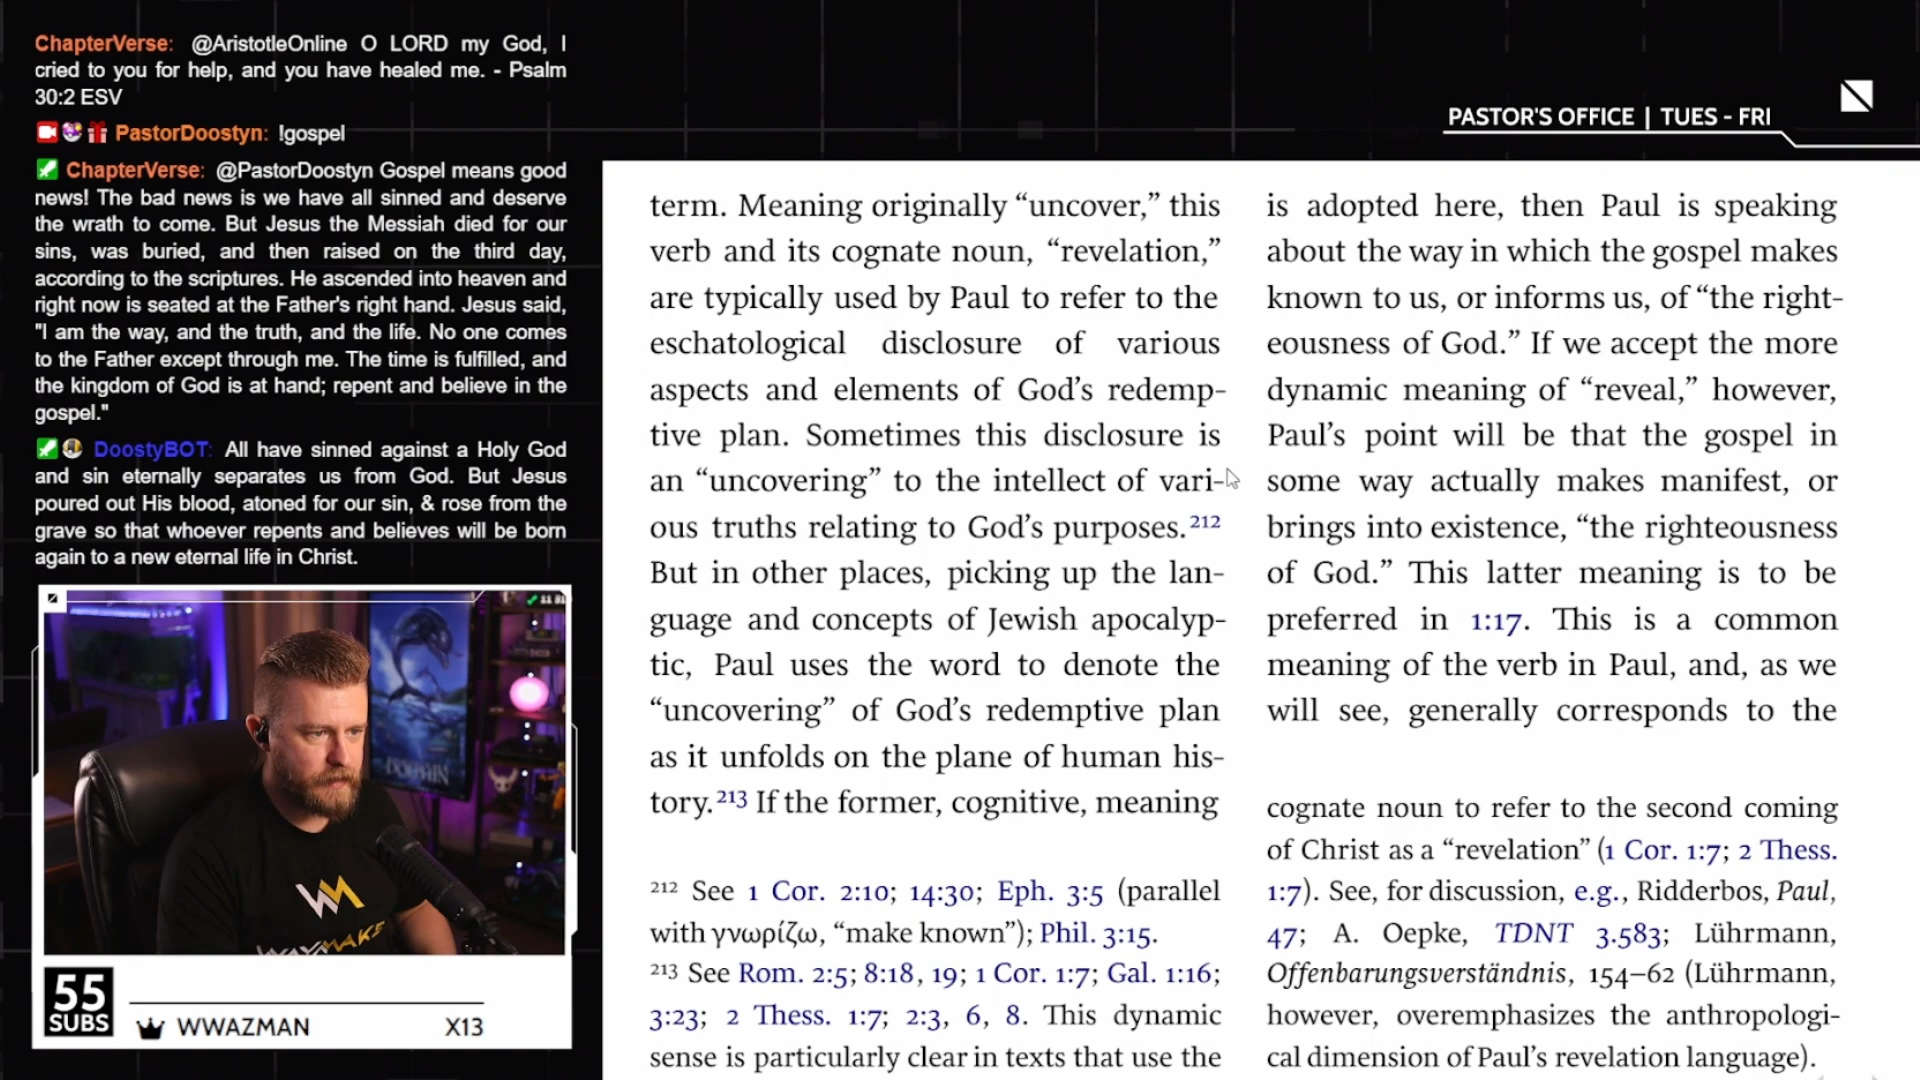 ChapterVerse: @AristotleOnline O LORD my God, I
cried to you for help, and you have healed me. - Psalm
30:2 ESV
PastorDoostyn: !gospel
ChapterVerse: @PastorDoostyn Gospel means good
news! The bad news is we have all sinned and deserve
the wrath to come. But Jesus the Messiah died for our
sins, was buried, and then raised on the third day,
according to the scriptures. He ascended into heaven and
right now is seated at the Father's right hand. Jesus said,
"I am the way, and the truth, and the life. No one comes
to the Father except through me. The time is fulfilled, and
the kingdom of God is at hand; repent and believe in the
gospel."
DoostyBOT: All have sinned against a Holy God
and sin eternally separates us from God. But Jesus
poured out His blood, atoned for our sin, & rose from the
grave so that whoever repents and believes will be born
again to a new eternal life in Christ.
55
SUBS
WWAZMAN X13
PASTOR'S OFFICE | TUES - FRI
term. Meaning originally “uncover,” this
verb and its cognate noun, “revelation,”
are typically used by Paul to refer to the
eschatological disclosure of various
aspects and elements of God’s redemp-
tive plan. Sometimes this disclosure is
an “uncovering” to the intellect of vari-
ous truths relating to God’s purposes.212
But in other places, picking up the lan-
guage and concepts of Jewish apocalyp-
tic, Paul uses the word to denote the
“uncovering” of God’s redemptive plan
as it unfolds on the plane of human his-
tory.213 If the former, cognitive, meaning
212 See 1 Cor. 2:10; 14:30; Eph. 3:5 (parallel
with γνωρίζω, “make known”); Phil. 3:15.
213 See Rom. 2:5; 8:18, 19; 1 Cor. 1:7; Gal. 1:16;
3:23; 2 Thess. 1:7; 2:3, 6, 8. This dynamic
sense is particularly clear in texts that use the
is adopted here, then Paul is speaking
about the way in which the gospel makes
known to us, or informs us, of “the right-
eousness of God.” If we accept the more
dynamic meaning of “reveal,” however,
Paul’s point will be that the gospel in
some way actually makes manifest, or
brings into existence, “the righteousness
of God.” This latter meaning is to be
preferred in 1:17. This is a common
meaning of the verb in Paul, and, as we
will see, generally corresponds to the
cognate noun to refer to the second coming
of Christ as a “revelation” (1 Cor. 1:7; 2 Thess.
1:7). See, for discussion, e.g., Ridderbos, Paul,
47; A. Oepke, TDNT 3.583; Lührmann,
Offenbarungsverständnis, 154–62 (Lührmann,
however, overemphasizes the anthropologi-
cal dimension of Paul’s revelation language).